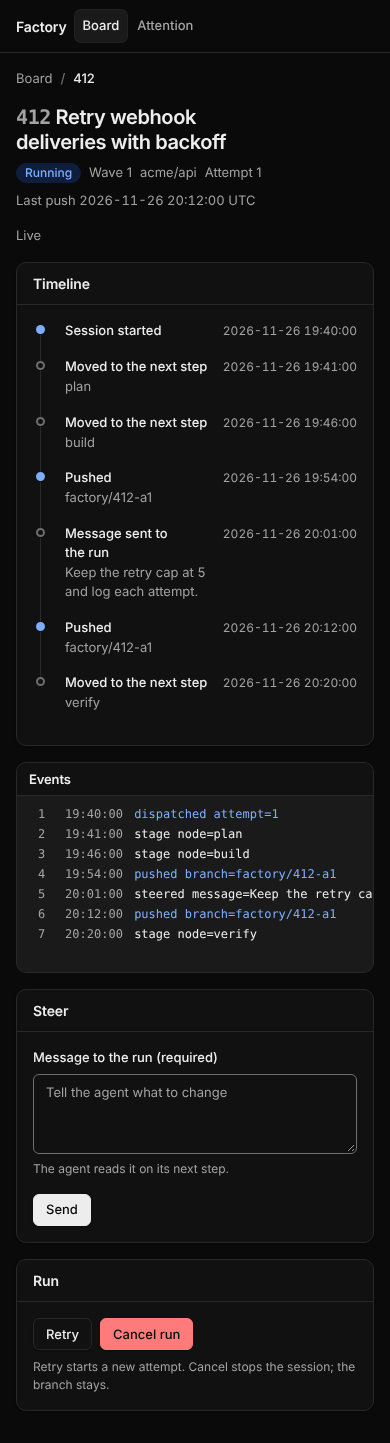 Factory Board Attention
Board / 412
412 Retry webhook
deliveries with backoff
Running Wave 1 acme/api Attempt 1
Last push 2026-11-26 20:12:00 UTC
Live
Timeline
Session started 2026-11-26 19:40:00
Moved to the next step 2026-11-26 19:41:00
plan
Moved to the next step 2026-11-26 19:46:00
build
Pushed 2026-11-26 19:54:00
factory/412-a1
Message sent to 2026-11-26 20:01:00
the run
Keep the retry cap at 5
and log each attempt.
Pushed 2026-11-26 20:12:00
factory/412-a1
Moved to the next step 2026-11-26 20:20:00
verify
Events
1 19:40:00 dispatched attempt=1
2 19:41:00 stage node=plan
3 19:46:00 stage node=build
4 19:54:00 pushed branch=factory/412-a1
5 20:01:00 steered message=Keep the retry ca
6 20:12:00 pushed branch=factory/412-a1
7 20:20:00 stage node=verify
Steer
Message to the run (required)
Tell the agent what to change
The agent reads it on its next step.
Send
Run
Retry Cancel run
Retry starts a new attempt. Cancel stops the session; the
branch stays.